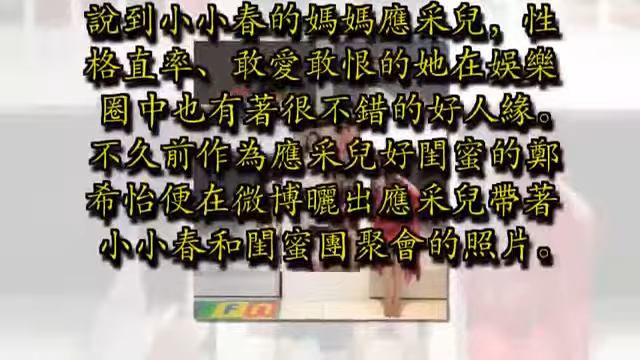 說到小小春的媽媽應采兒，性
格直率、敢愛敢恨的她在娛樂
圈中也有著很不錯的好人緣。
不久前作為應采兒好閨蜜的鄭
希怡便在微博曬出應采兒帶著
小小春和閨蜜團聚會的照片。